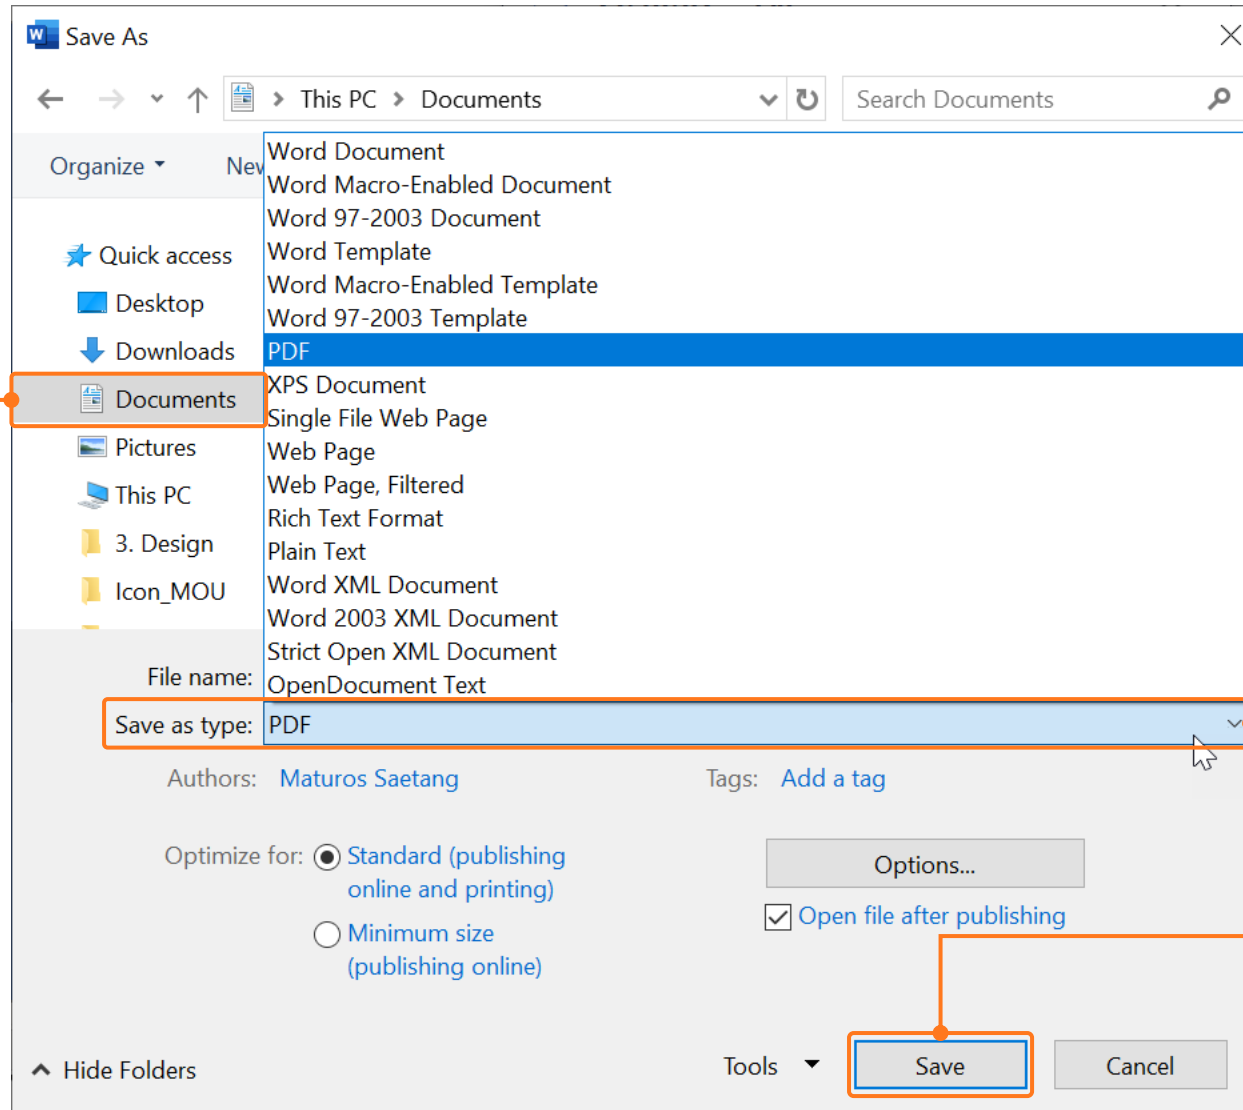 Save As
This PC > Documents
Search Documents
Organize
New
Word Document
Word Macro-Enabled Document
Word 97-2003 Document
Word Template
Word Macro-Enabled Template
Word 97-2003 Template
PDF
XPS Document
Single File Web Page
Web Page
Web Page, Filtered
Rich Text Format
Plain Text
Word XML Document
Word 2003 XML Document
Strict Open XML Document
OpenDocument Text
Quick access
Desktop
Downloads
Documents
Pictures
This PC
3. Design
Icon_MOU
File name:
Save as type: PDF
Authors: Maturos Saetang
Tags: Add a tag
Optimize for: Standard (publishing
online and printing)
Minimum size
(publishing online)
Options...
Open file after publishing
Hide Folders
Tools
Save
Cancel